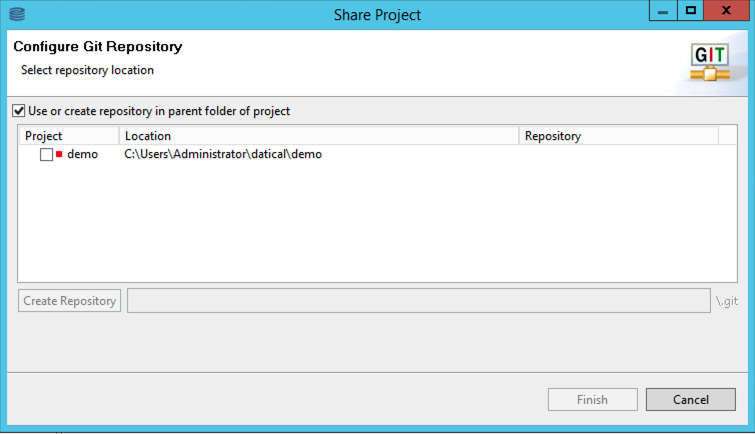 Share Project
Configure Git Repository
Select repository location
GIT
Use or create repository in parent folder of project
Project Location Repository
demo C:\Users\Administrator\datical\demo
Create Repository \.git
Finish Cancel